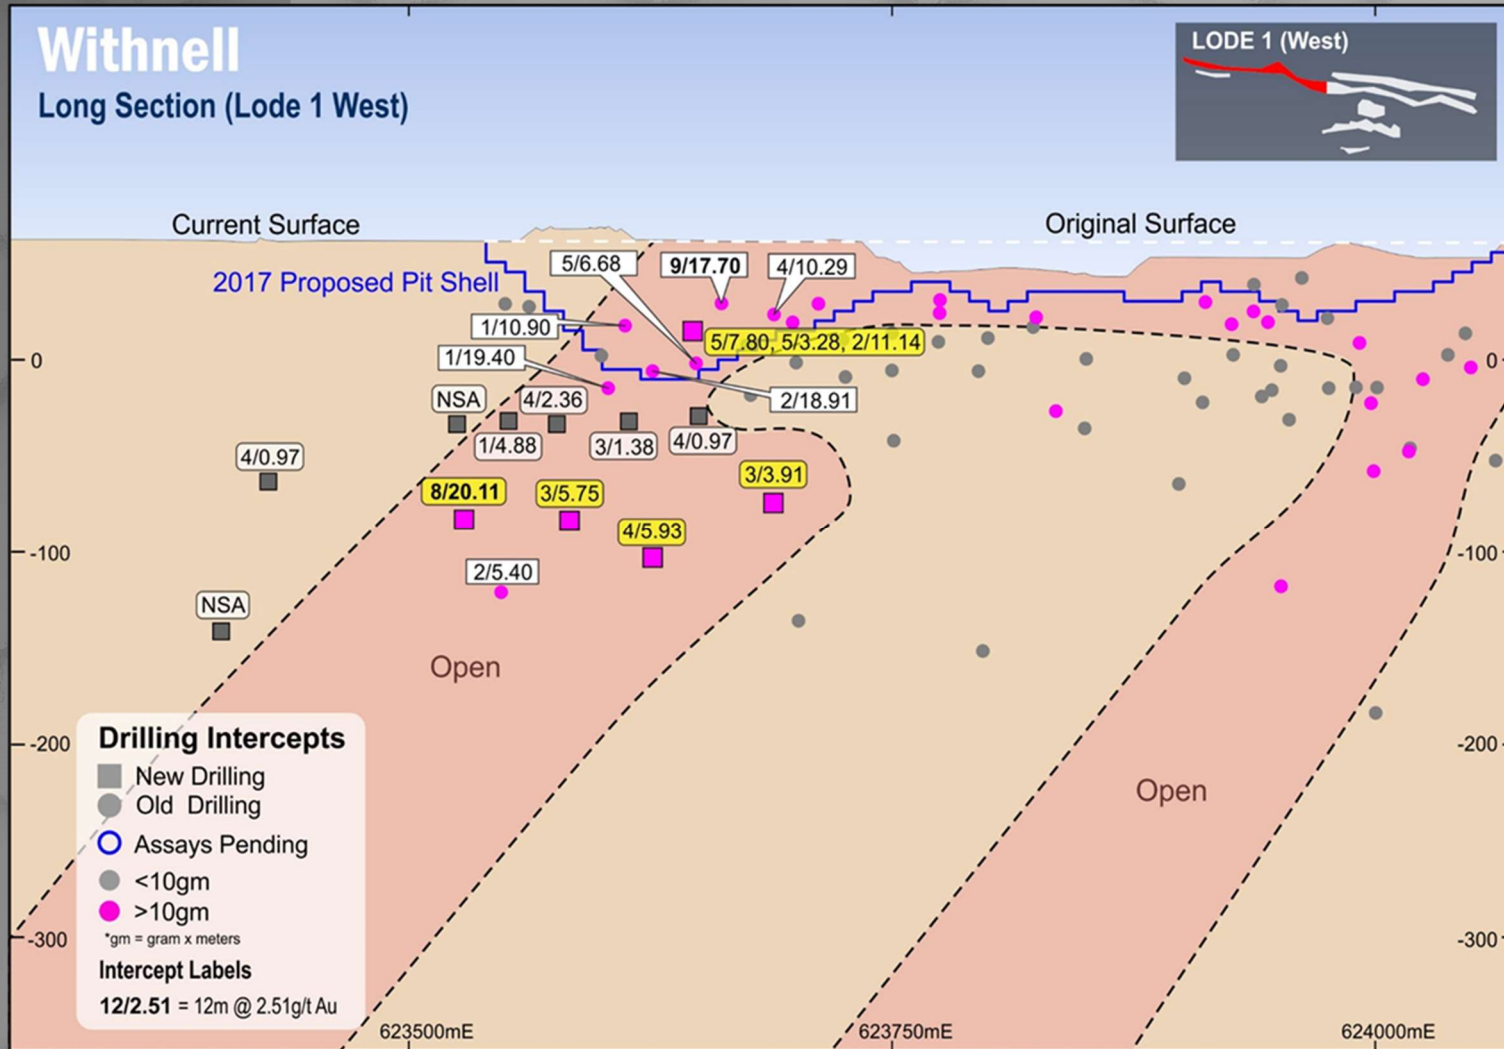 Withnell
Long Section (Lode 1 West)
LODE 1 (West)
Current Surface
Original Surface
2017 Proposed Pit Shell
5/6.68
9/17.70
4/10.29
1/10.90
5/7.80, 5/3.28, 2/11.14
1/19.40
0
0
NSA
4/2.36
2/18.91
1/4.88
3/1.38
4/0.97
4/0.97
8/20.11
3/5.75
3/3.91
4/5.93
-100
-100
2/5.40
NSA
Open
Open
-200
-200
-300
-300
Drilling Intercepts
New Drilling
Old Drilling
Assays Pending
<10gm
>10gm
*gm = gram x meters
Intercept Labels
12/2.51 = 12m @ 2.51g/t Au
623500mE
623750mE
624000mE